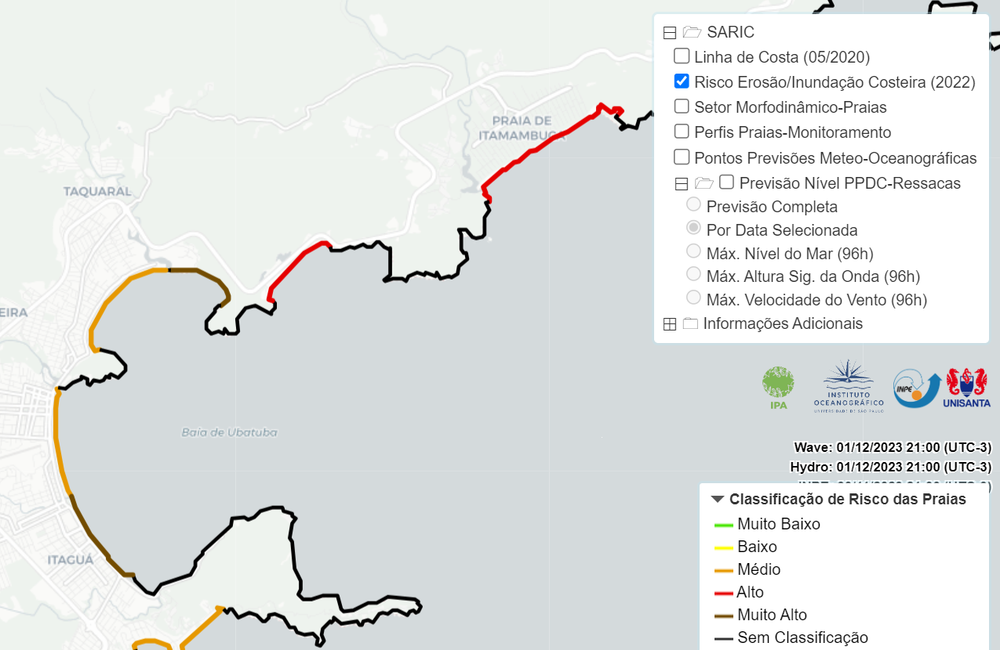 SARIC
Linha de Costa (05/2020)
Risco Erosão/Inundação Costeira (2022)
Setor Morfodinâmico-Praias
Perfis Praias-Monitoramento
Pontos Previsões Meteo-Oceanográficas
Previsão Nível PPDC-Ressacas
Previsão Completa
Por Data Selecionada
Máx. Nível do Mar (96h)
Máx. Altura Sig. da Onda (96h)
Máx. Velocidade do Vento (96h)
Informações Adicionais
PRAIA DE
ITAMAMBUCA
TAQUARAL
EIRA
Baía de Ubatuba
ITAGUÁ
IPA
INSTITUTO
OCEANOGRÁFICO
UNIVERSIDADE DE SÃO PAULO
INPE
UNISANTA
Wave: 01/12/2023 21:00 (UTC-3)
Hydro: 01/12/2023 21:00 (UTC-3)
Classificação de Risco das Praias
Muito Baixo
Baixo
Médio
Alto
Muito Alto
Sem Classificação